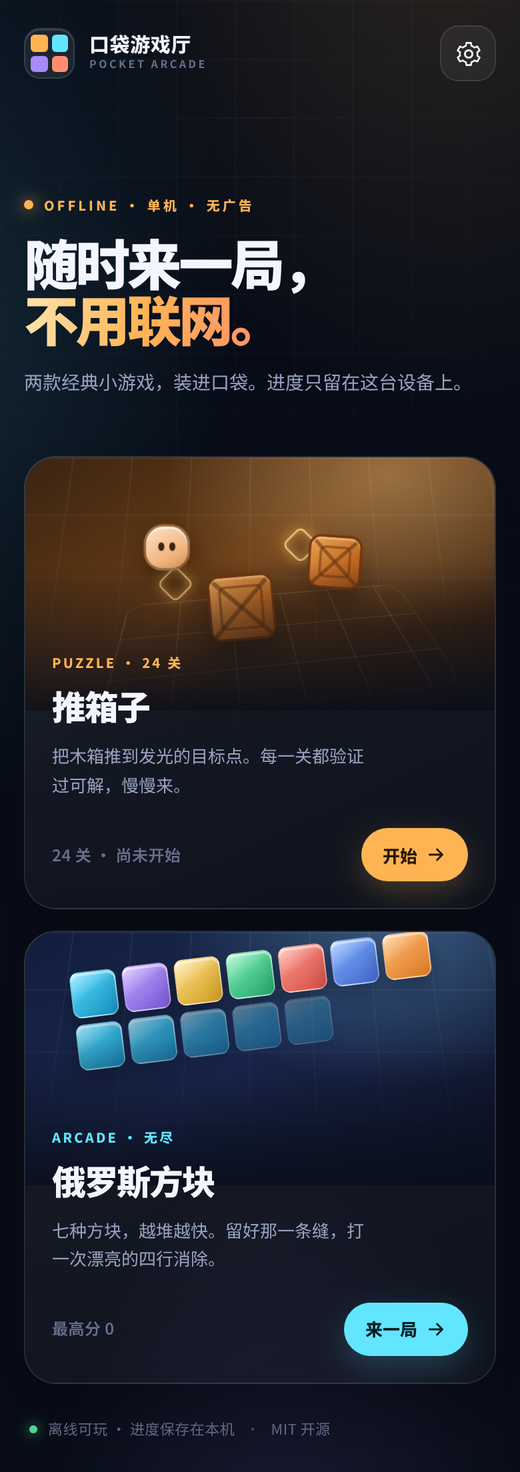 口袋游戏厅
POCKET ARCADE
OFFLINE • 单机 • 无广告
随时来一局，
不用联网。
两款经典小游戏，装进口袋。进度只留在这台设备上。
PUZZLE • 24 关
推箱子
把木箱推到发光的目标点。每一关都验证
过可解，慢慢来。
24 关 • 尚未开始
开始 →
ARCADE • 无尽
俄罗斯方块
七种方块，越堆越快。留好那一条缝，打
一次漂亮的四行消除。
最高分 0
来一局 →
离线可玩 • 进度保存在本机 • MIT 开源